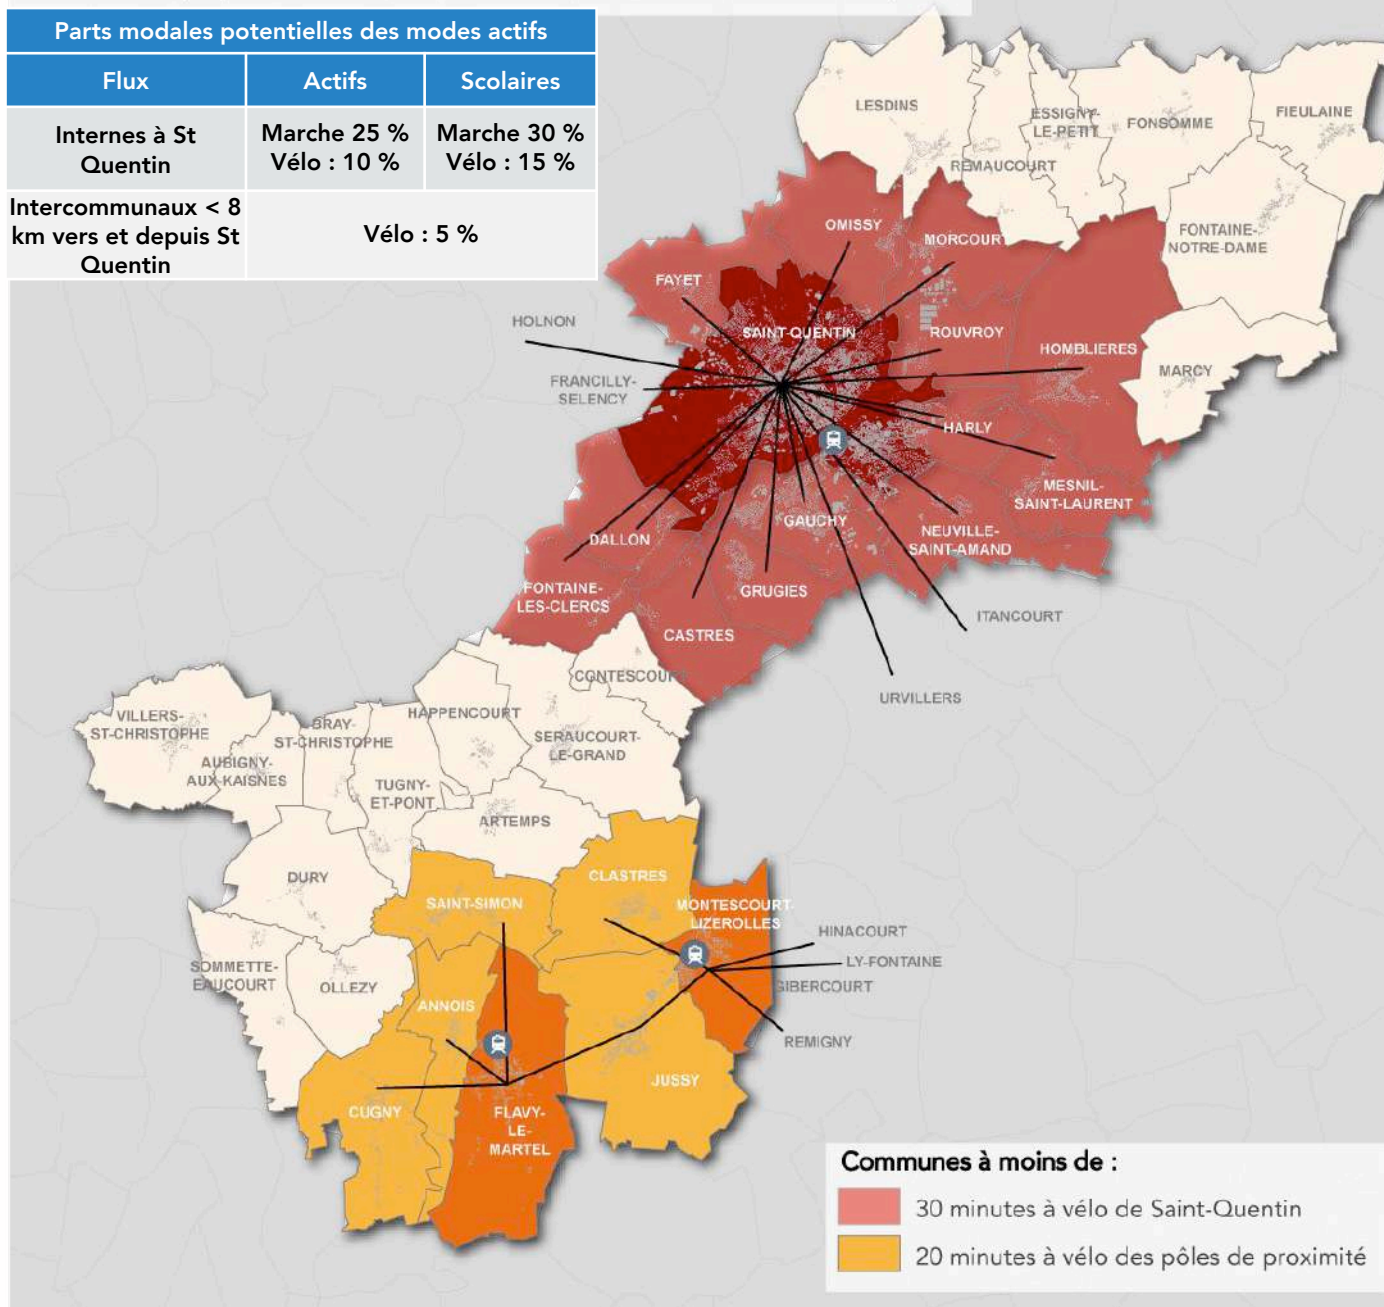 Parts modales potentielles des modes actifs
Flux
Actifs
Scolaires
Internes à St
Quentin
Marche 25 %
Vélo : 10 %
Marche 30 %
Vélo : 15 %
Intercommunaux < 8
km vers et depuis St
Quentin
Vélo : 5 %
LESDINS
ESSIGNY-
LE-PETIT
FONSOMME
FIEULAINE
REMAUCOURT
OMISSY
MORCOURT
FONTAINE-
NOTRE-DAME
FAYET
HOLNON
SAINT-QUENTIN
ROUVROY
HOMBLIERES
MARCY
FRANCILLY-
SELENCY
HARLY
MESNIL-
SAINT-LAURENT
GAUCHY
NEUVILLE-
SAINT-AMAND
DALLON
FONTAINE-
LES-CLERCS
GRUGIES
ITANCOURT
CASTRES
URVILLERS
CONTESCOURT
VILLERS-
ST-CHRISTOPHE
BRAY-
ST-CHRISTOPHE
HAPPENCOURT
SERAUCOURT-
LE-GRAND
AUBIGNY-
AUX-KAISNES
TUGNY-
ET-PONT
ARTEMPS
DURY
CLASTRES
SAINT-SIMON
MONTESCOURT-
LIZEROLLES
HINACOURT
LY-FONTAINE
SOMMETTE-
EAUCOURT
OLLEZY
GIBERCOURT
ANNOIS
REMIGNY
JUSSY
CUGNY
FLAVY-
LE-
MARTEL
Communes à moins de :
30 minutes à vélo de Saint-Quentin
20 minutes à vélo des pôles de proximité